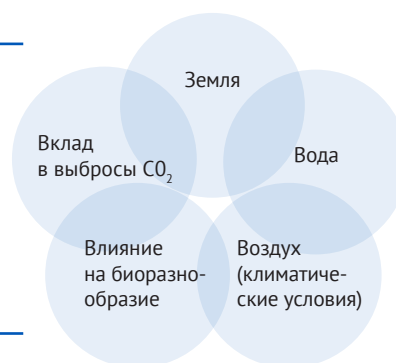 Земля
Вклад
в выбросы CO₂
Вода
Влияние
на биоразно-
образие
Воздух
(климатиче-
ские условия)